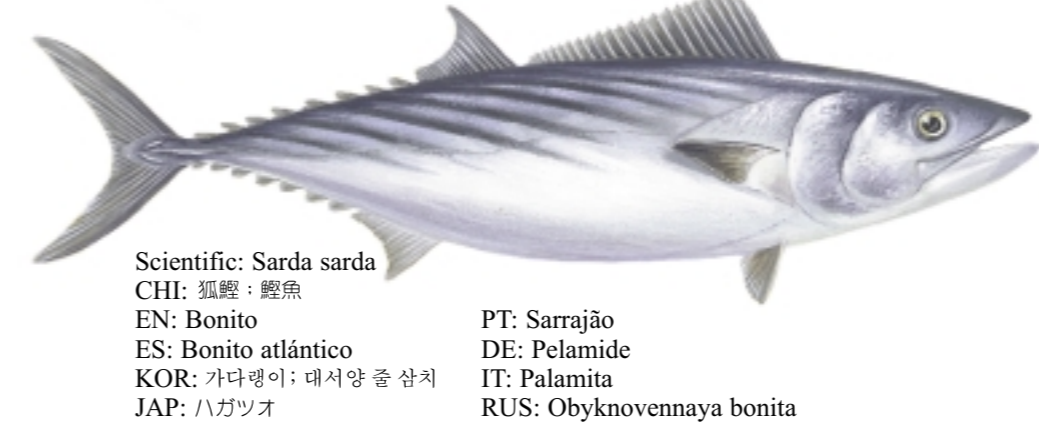 Scientific: Sarda sarda
CHI: 狐鰹；鰹魚
EN: Bonito
ES: Bonito atlántico
KOR: 가다랭이; 대서양 줄 삼치
JAP: ハガツオ
PT: Sarrajão
DE: Pelamide
IT: Palamita
RUS: Obyknovennaya bonita